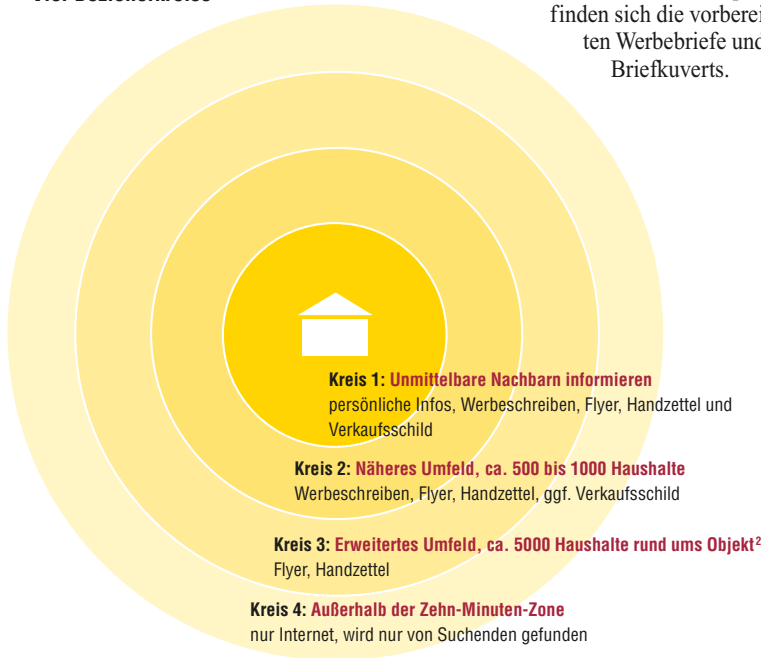 finden sich die vorberei
ten Werbebriefe und
Briefkuverts.
Kreis 1: Unmittelbare Nachbarn informieren
persönliche Infos, Werbeschreiben, Flyer, Handzettel und
Verkaufsschild
Kreis 2: Näheres Umfeld, ca. 500 bis 1000 Haushalte
Werbeschreiben, Flyer, Handzettel, ggf. Verkaufsschild
Kreis 3: Erweitertes Umfeld, ca. 5000 Haushalte rund ums Objekt²
Flyer, Handzettel
Kreis 4: Außerhalb der Zehn-Minuten-Zone
nur Internet, wird nur von Suchenden gefunden